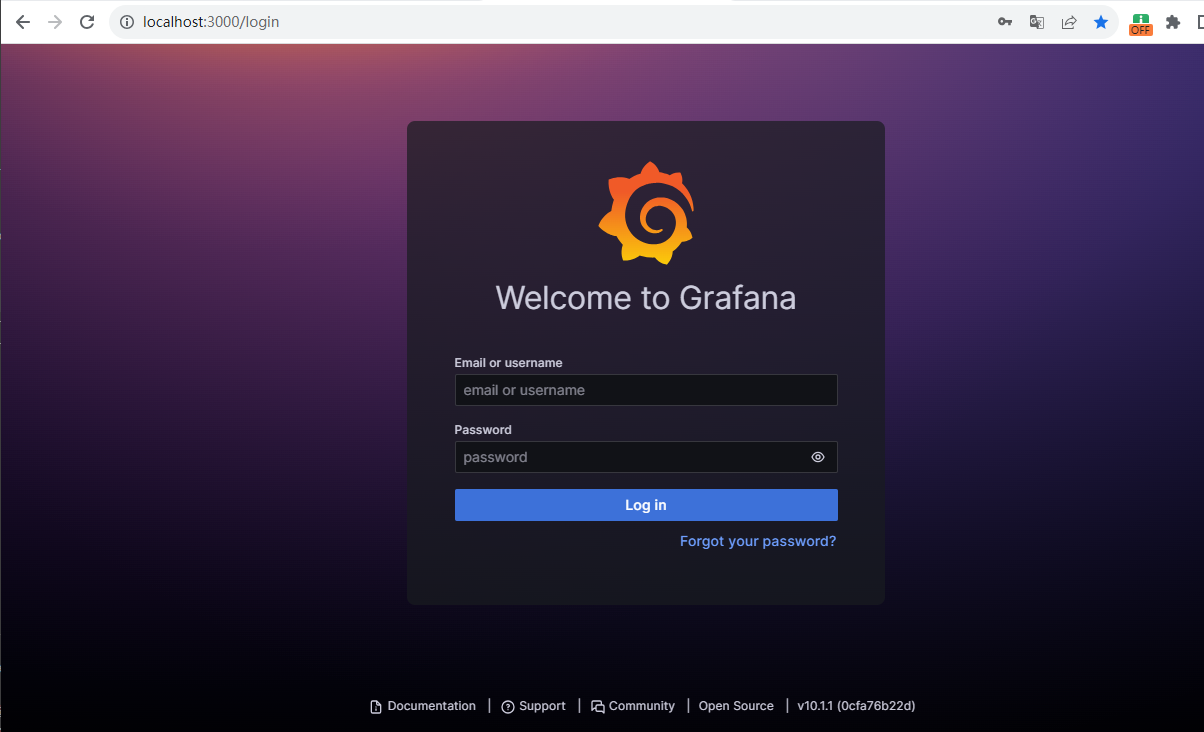 localhost:3000/login
OFF
Welcome to Grafana
Email or username
email or username
Password
password
Log in
Forgot your password?
Documentation | Support | Community | Open Source | v10.1.1 (0cfa76b22d)